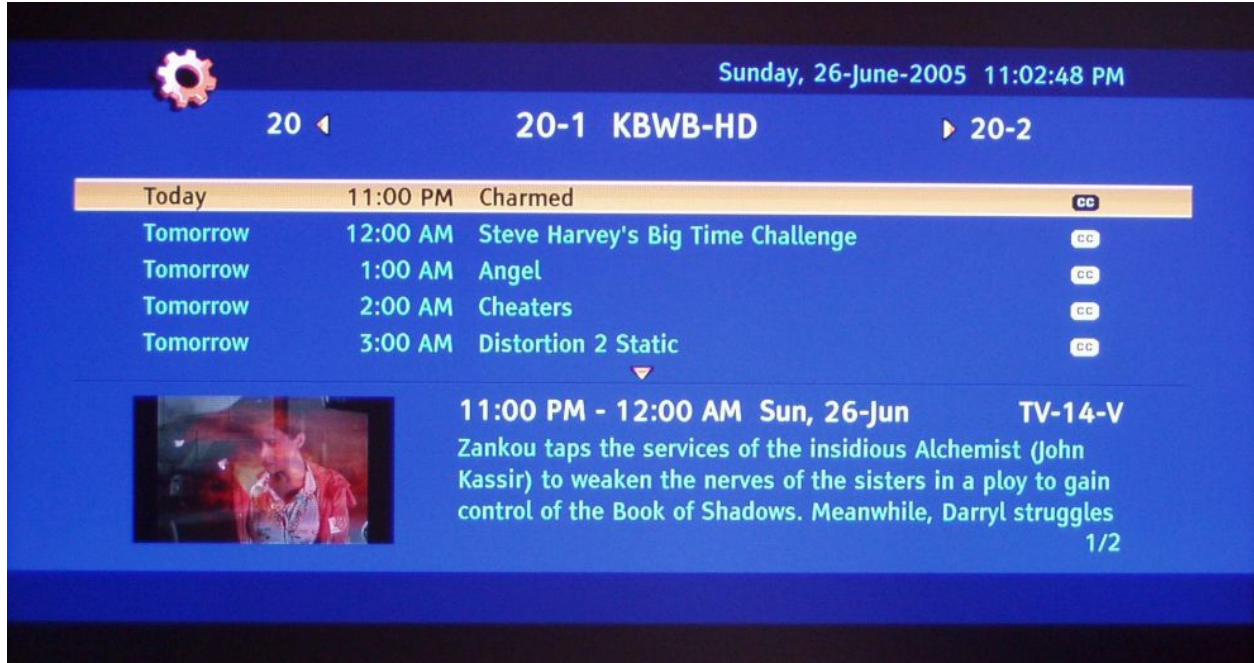 Sunday, 26-June-2005 11:02:48 PM
20 20-1 KBWB-HD 20-2
Today 11:00 PM Charmed CC
Tomorrow 12:00 AM Steve Harvey's Big Time Challenge CC
Tomorrow 1:00 AM Angel CC
Tomorrow 2:00 AM Cheaters CC
Tomorrow 3:00 AM Distortion 2 Static CC
11:00 PM - 12:00 AM Sun, 26-Jun TV-14-V
Zankou taps the services of the insidious Alchemist (John
Kassir) to weaken the nerves of the sisters in a ploy to gain
control of the Book of Shadows. Meanwhile, Darryl struggles
1/2